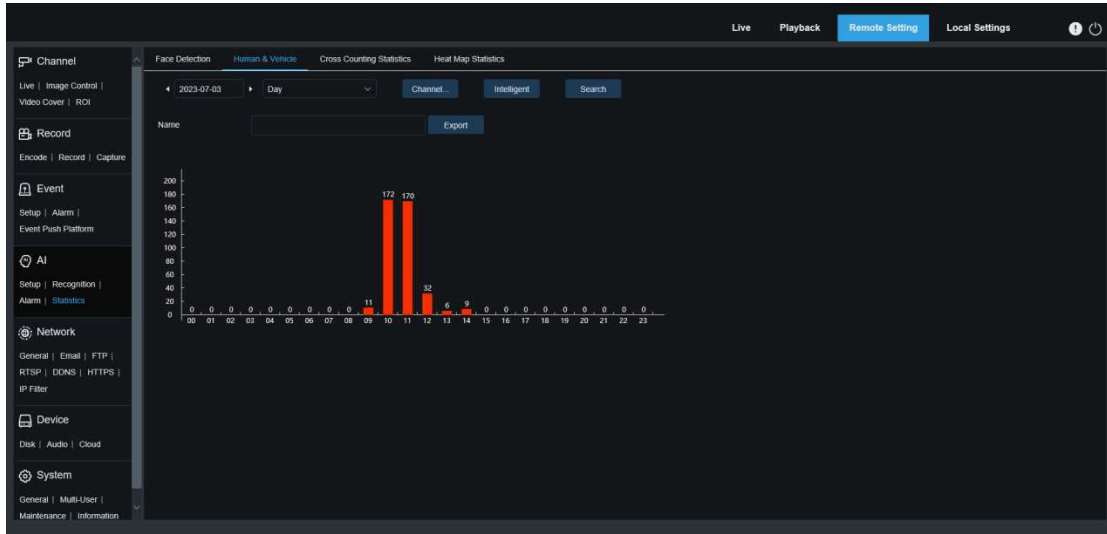 Live Playback Remote Setting Local Settings
Channel
Live | Image Control |
Video Cover | ROI
Record
Encode | Record | Capture
Event
Setup | Alarm |
Event Push Platform
AI
Setup | Recognition |
Alarm | Statistics
Network
General | Email | FTP |
RTSP | DDNS | HTTPS |
IP Filter
Device
Disk | Audio | Cloud
System
General | Multi-User |
Maintenance | Information
Face Detection Human & Vehicle Cross Counting Statistics Heat Map Statistics
2023-07-03 Day Channel... Intelligent Search
Name Export
200
180
160
140
120
100
80
60
40
20
0
0 0 0 0 0 0 0 0 0 11 172 170 32 6 9 0 0 0 0 0 0 0 0 0
00 01 02 03 04 05 06 07 08 09 10 11 12 13 14 15 16 17 18 19 20 21 22 23